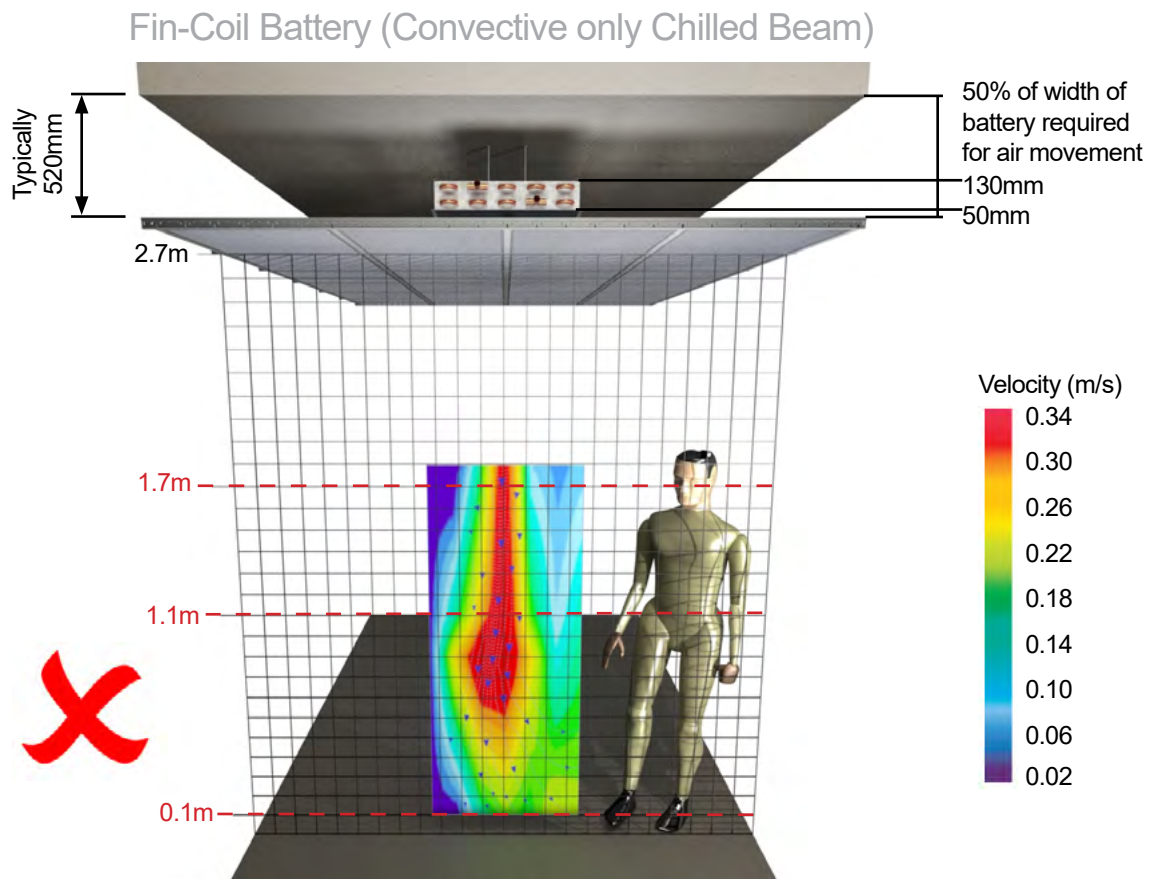 Fin-Coil Battery (Convective only Chilled Beam)
Typically
520mm
50% of width of
battery required
for air movement
130mm
50mm
2.7m
Velocity (m/s)
0.34
0.30
0.26
0.22
0.18
0.14
0.10
0.06
0.02
1.7m
1.1m
0.1m